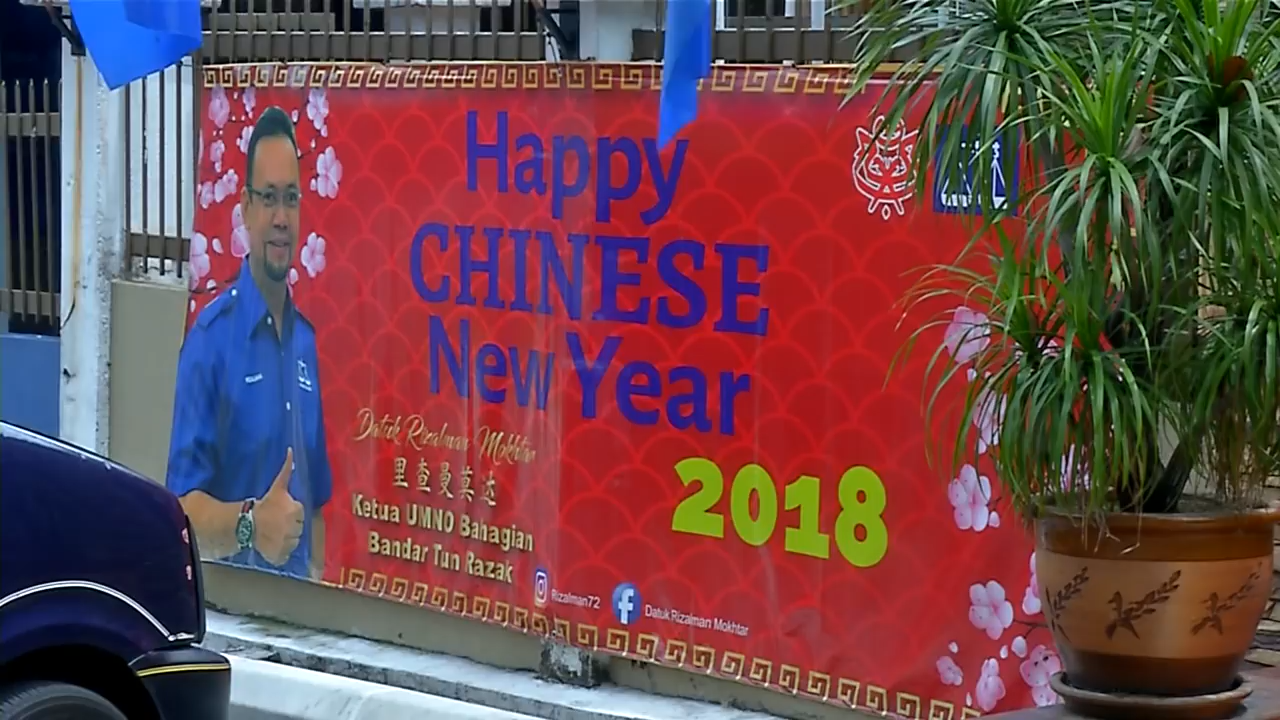 Happy
CHINESE
New Year
2018
Datuk Rizalman Mokhtar
里查曼莫达
Ketua UMNO Bahagian
Bandar Tun Razak
Rizalman72
Datuk Rizalman Mokhtar